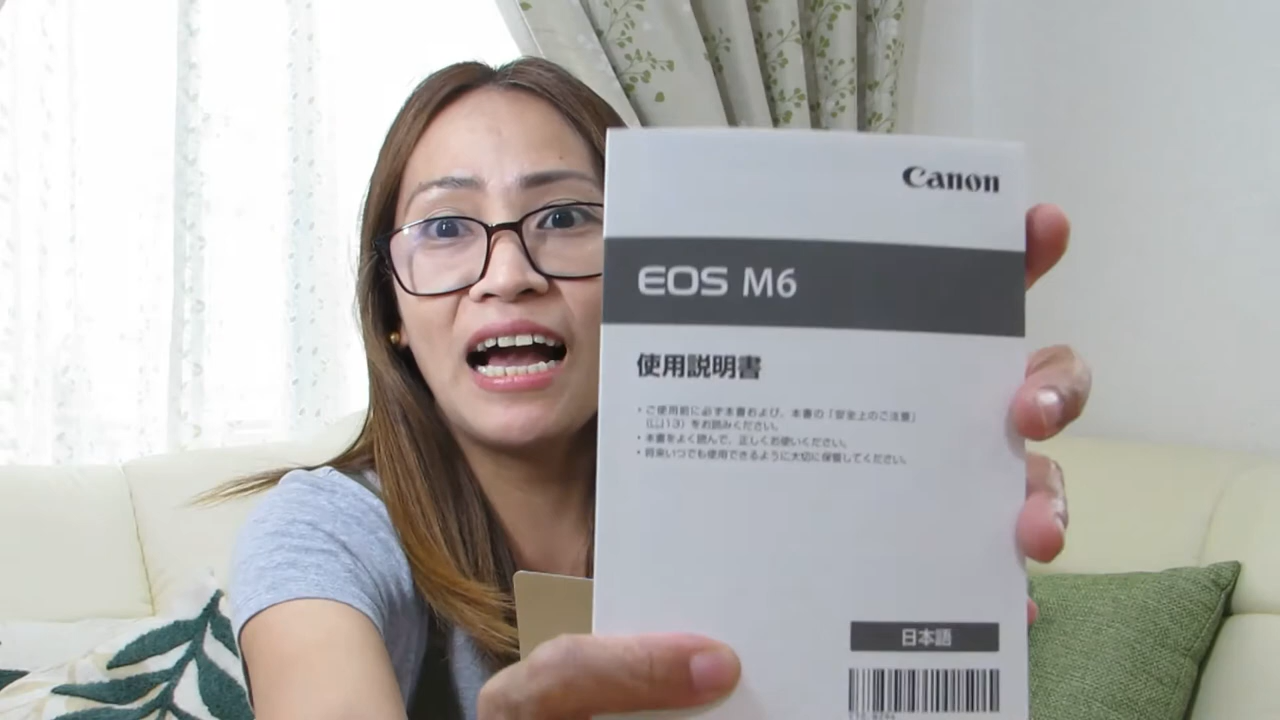 Canon
EOS M6
使用説明書
・ご使用前に必ず本書および、本書の「安全上のご注意」
(📖13) をお読みください。
・本書をよく読んで、正しくお使いください。
・将来いつでも使用できるように大切に保管してください。
日本語